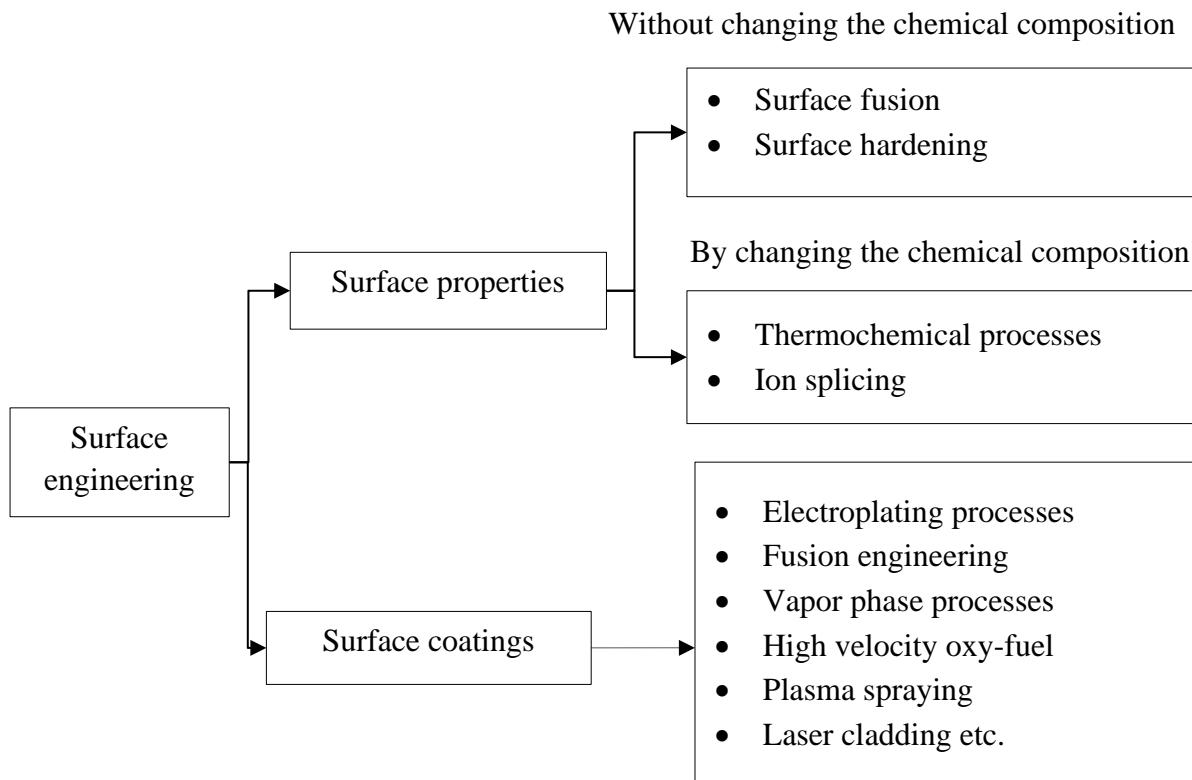 Without changing the chemical composition
• Surface fusion
• Surface hardening
By changing the chemical composition
Surface properties
• Thermochemical processes
• Ion splicing
Surface
engineering
• Electroplating processes
• Fusion engineering
• Vapor phase processes
Surface coatings
• High velocity oxy-fuel
• Plasma spraying
• Laser cladding etc.